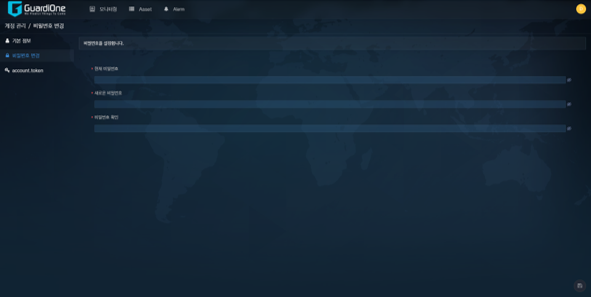 GuardiOne
모니터링
Asset
Alarm
계정 관리 / 비밀번호 변경
기본 정보
비밀번호 변경
account.token
비밀번호를 설정합니다.
* 현재 비밀번호
* 새로운 비밀번호
* 비밀번호 확인